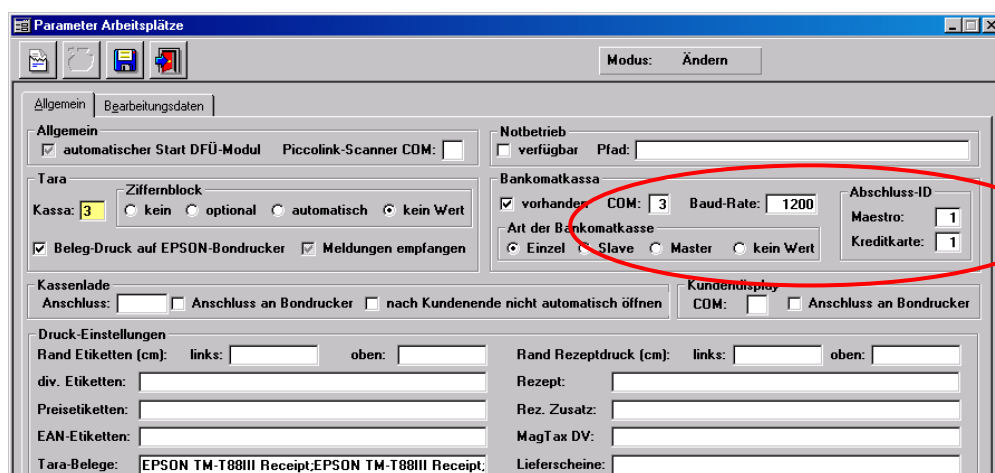 Parameter Arbeitsplätze
Modus: Ändern
Allgemein Bearbeitungsdaten
Allgemein
automatischer Start DFÜ-Modul Piccolink-Scanner COM:
Notbetrieb
verfügbar Pfad:
Tara
Ziffernblock
Kassa: 3 kein optional automatisch kein Wert
Beleg-Druck auf EPSON-Bondrucker Meldungen empfangen
Bankomatkassa
vorhanden COM: 3 Baud-Rate: 1200
Art der Bankomatkasse
Einzel Slave Master kein Wert
Abschluss-ID
Maestro: 1
Kreditkarte: 1
Kassenlade
Anschluss: Anschluss an Bondrucker nach Kundenende nicht automatisch öffnen
Kundendisplay
COM: Anschluss an Bondrucker
Druck-Einstellungen
Rand Etiketten (cm): links: oben: Rand Rezeptdruck (cm): links: oben:
div. Etiketten: Rezept:
Preisetiketten: Rez. Zusatz:
EAN-Etiketten: MagTax DV:
Tara-Belege: EPSON TM-T88III Receipt;EPSON TM-T88III Receipt; Lieferscheine: